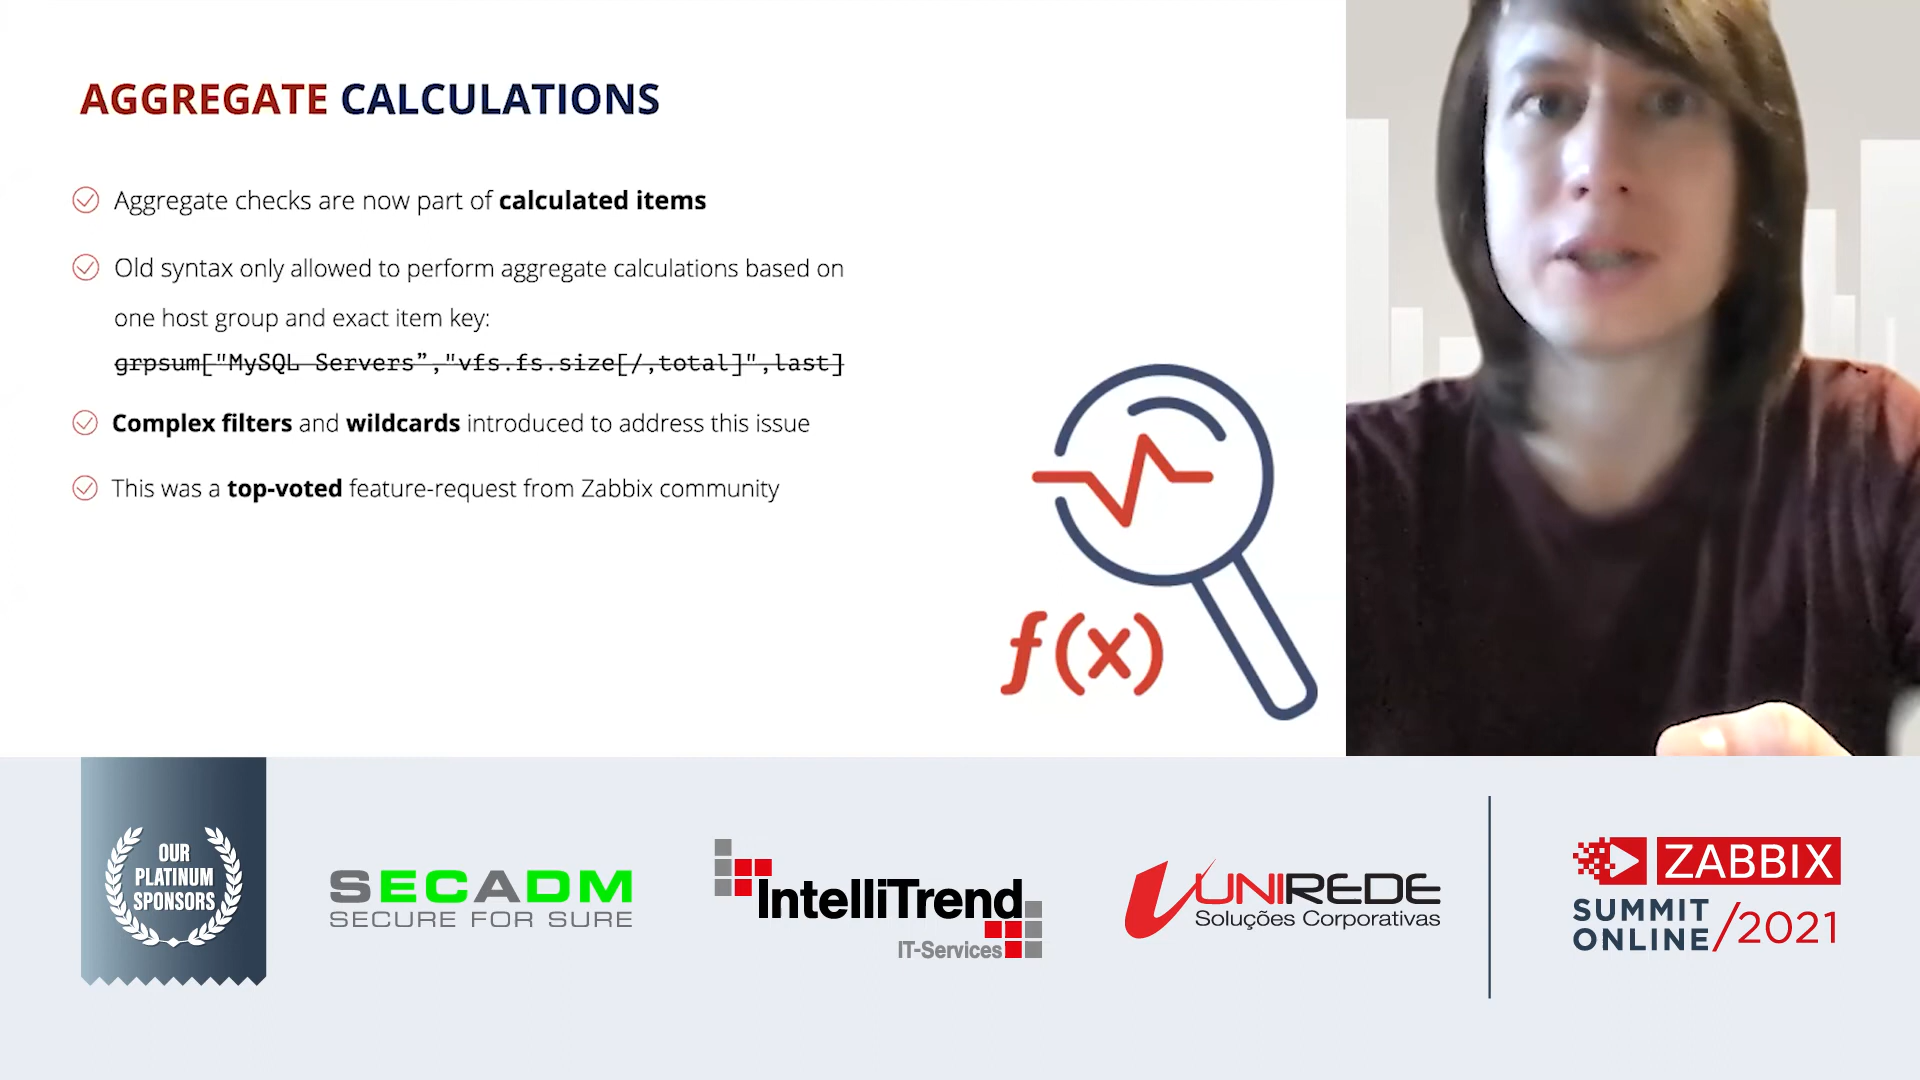 AGGREGATE CALCULATIONS
Aggregate checks are now part of calculated items
Old syntax only allowed to perform aggregate calculations based on
one host group and exact item key:
grpsum["MySQL Servers”,"vfs.fs.size[/,total]",last]
Complex filters and wildcards introduced to address this issue
This was a top-voted feature-request from Zabbix community
f(x)
OUR
PLATINUM
SPONSORS
SECADM
SECURE FOR SURE
IntelliTrend
IT-Services
UNIREDE
Soluções Corporativas
ZABBIX
SUMMIT
ONLINE/2021